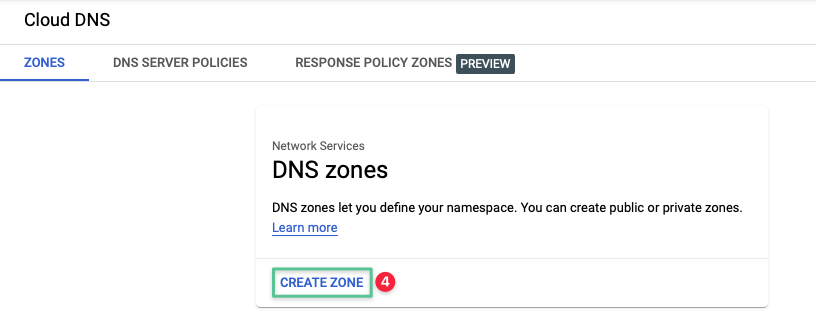 Cloud DNS
ZONES DNS SERVER POLICIES RESPONSE POLICY ZONES PREVIEW
Network Services
DNS zones
DNS zones let you define your namespace. You can create public or private zones.
Learn more
CREATE ZONE 4